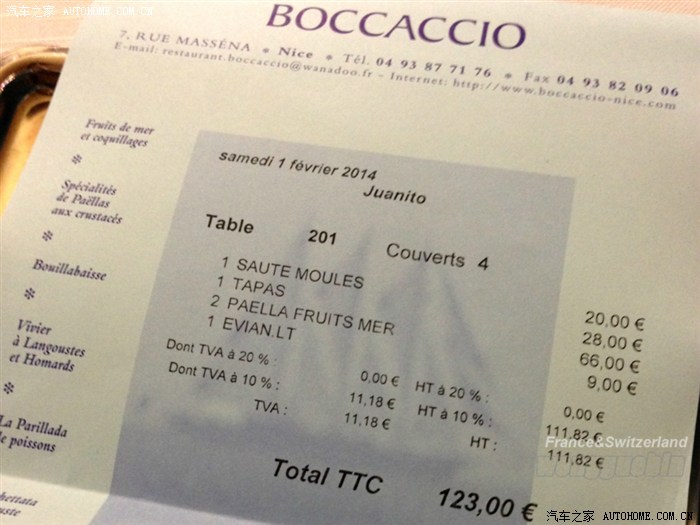 汽车之家 AUTOHOME.COM.CN
BOCCACCIO
7, RUE MASSÉNA • Nice • Tél. 04 93 87 71 76 • Fax 04 93 82 09 06
E-mail: restaurant.boccaccio@wanadoo.fr - Internet: http://www.boccaccio-nice.com
Fruits de mer
et coquillages
Spécialités
de Paëllas
aux crustacés
Bouillabaisse
Vivier
à Langoustes
et Homards
La Parillada
de poissons
samedi 1 février 2014
Juanito
Table 201 Couverts 4
1 SAUTE MOULES 20,00 €
1 TAPAS 28,00 €
2 PAELLA FRUITS MER 66,00 €
1 EVIAN.LT 9,00 €
Dont TVA à 20 % : 0,00 € HT à 20 % : 0,00 €
Dont TVA à 10 % : 11,18 € HT à 10 % : 111,82 €
TVA : 11,18 € HT : 111,82 €
Total TTC 123,00 €
France&Switzerland
汽车之家 AUTOHOME.COM.CN